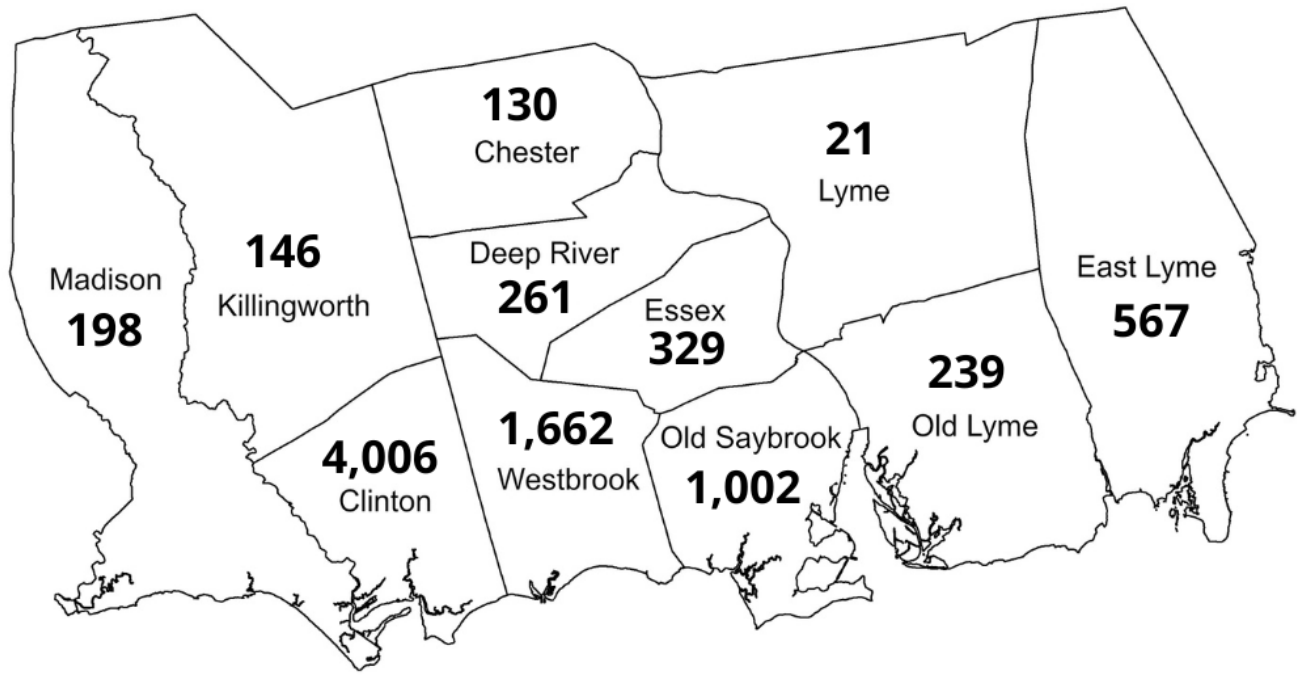 130
Chester
21
Lyme
146
Killingworth
Madison
198
Deep River
261
Essex
329
East Lyme
567
239
Old Lyme
4,006
Clinton
1,662
Westbrook
Old Saybrook
1,002